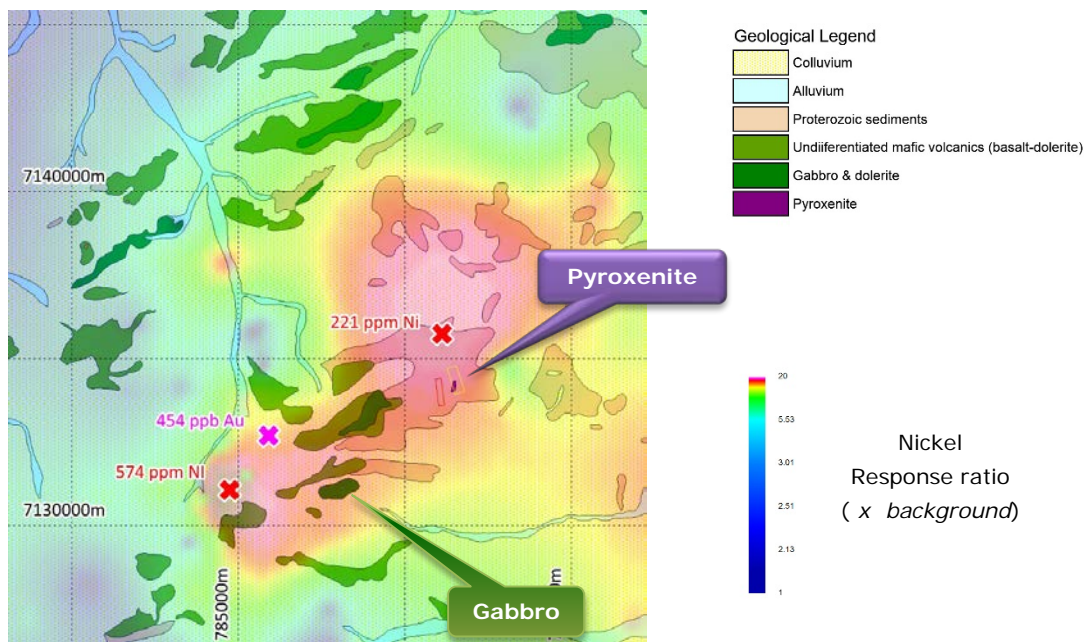 7140000m
7130000m
785000m
221 ppm Ni
454 ppb Au
574 ppm NI
Pyroxenite
Gabbro
Geological Legend
Colluvium
Alluvium
Proterozoic sediments
Undiiferentiated mafic volcanics (basalt-dolerite)
Gabbro & dolerite
Pyroxenite
20
5.53
3.01
2.51
2.13
1
Nickel
Response ratio
( x background)